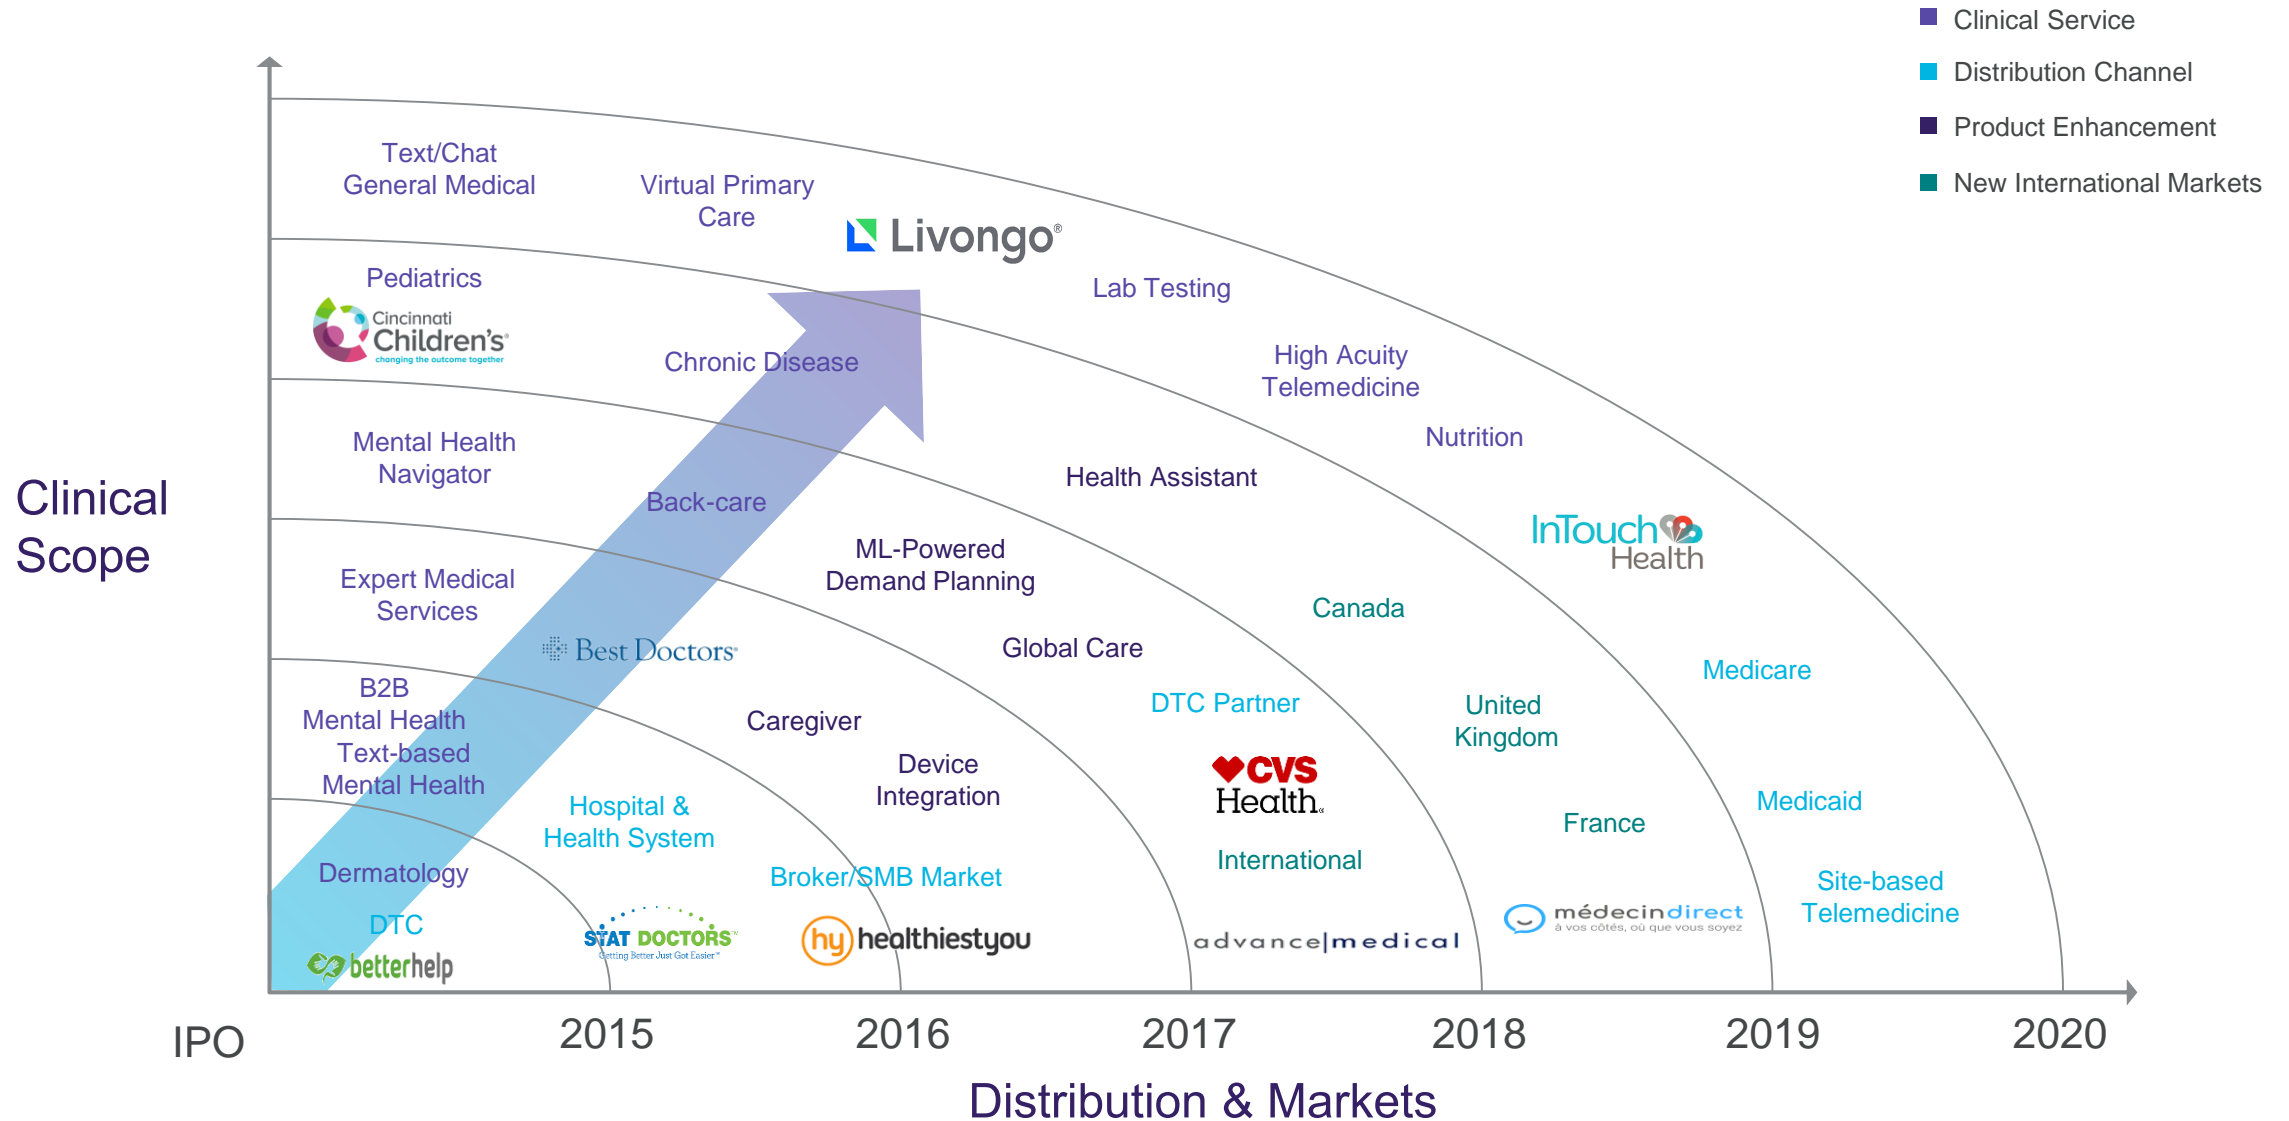 Clinical Service
Distribution Channel
Product Enhancement
New International Markets
Text/Chat
General Medical
Virtual Primary
Care
Livongo®
Lab Testing
High Acuity
Telemedicine
Nutrition
InTouch
Health
Medicare
Medicaid
Site-based
Telemedicine
Pediatrics
Cincinnati
Children's®
changing the outcome together
Chronic Disease
Health Assistant
Canada
United
Kingdom
France
médecindirect
à vos côtés, où que vous soyez
Mental Health
Navigator
Back-care
ML-Powered
Demand Planning
Global Care
DTC Partner
CVS
Health
International
advance|medical
Expert Medical
Services
Best Doctors®
Caregiver
Device
Integration
Broker/SMB Market
hy healthiestyou
B2B
Mental Health
Text-based
Mental Health
Hospital &
Health System
STAT DOCTORS
Getting Better Just Got Easier™
Dermatology
DTC
betterhelp
Clinical
Scope
IPO
2015
2016
2017
2018
2019
2020
Distribution & Markets